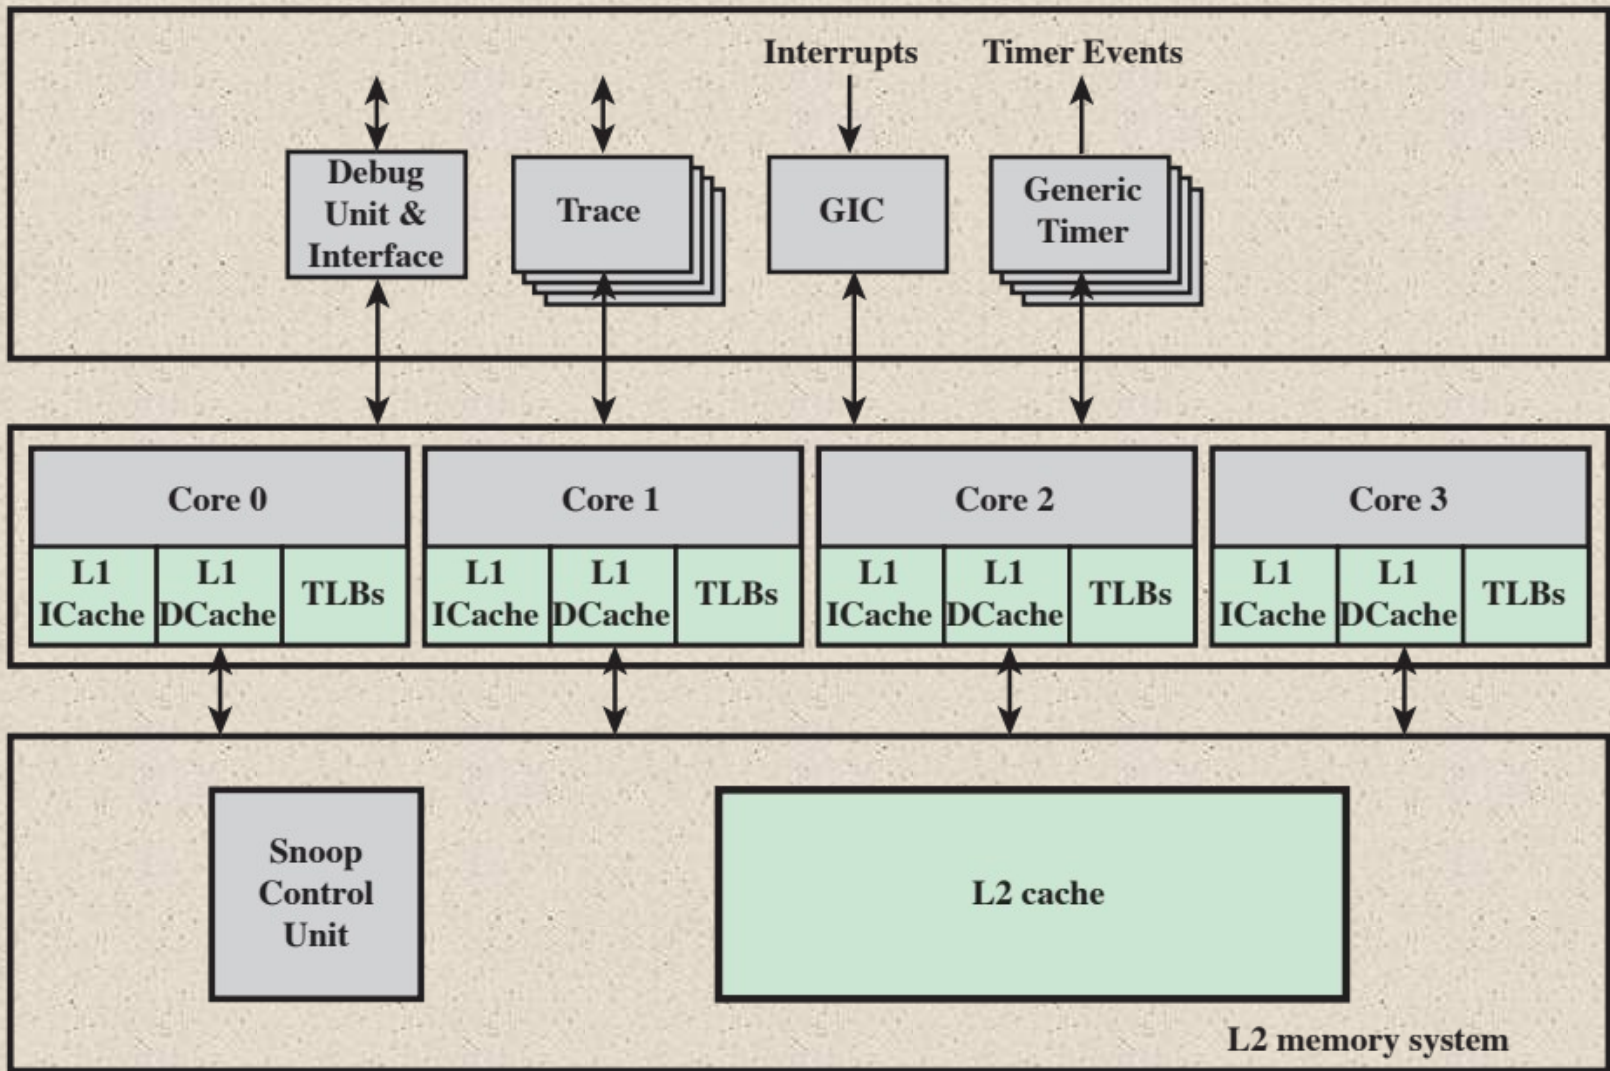 Interrupts
Timer Events
Debug
Unit &
Interface
Trace
GIC
Generic
Timer
Core 0
Core 1
Core 2
Core 3
L1
ICache
L1
DCache
TLBs
L1
ICache
L1
DCache
TLBs
L1
ICache
L1
DCache
TLBs
L1
ICache
L1
DCache
TLBs
Snoop
Control
Unit
L2 cache
L2 memory system